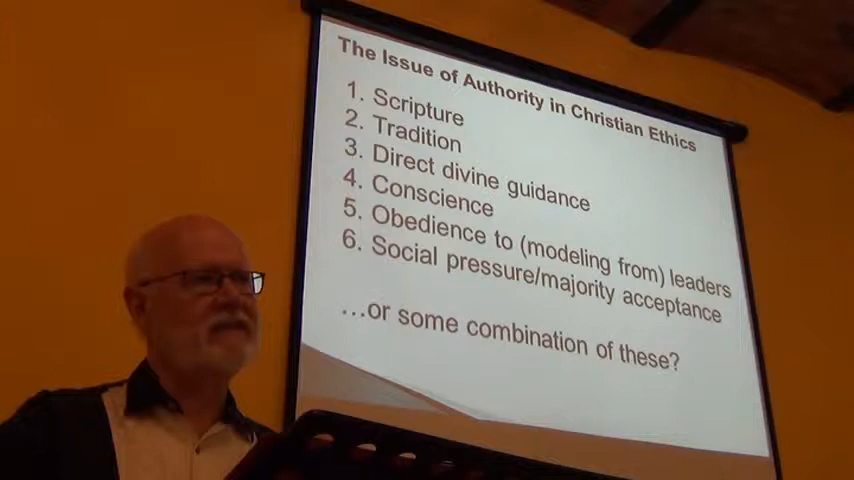 The Issue of Authority in Christian Ethics
1. Scripture
2. Tradition
3. Direct divine guidance
4. Conscience
5. Obedience to (modeling from) leaders
6. Social pressure/majority acceptance
...or some combination of these?